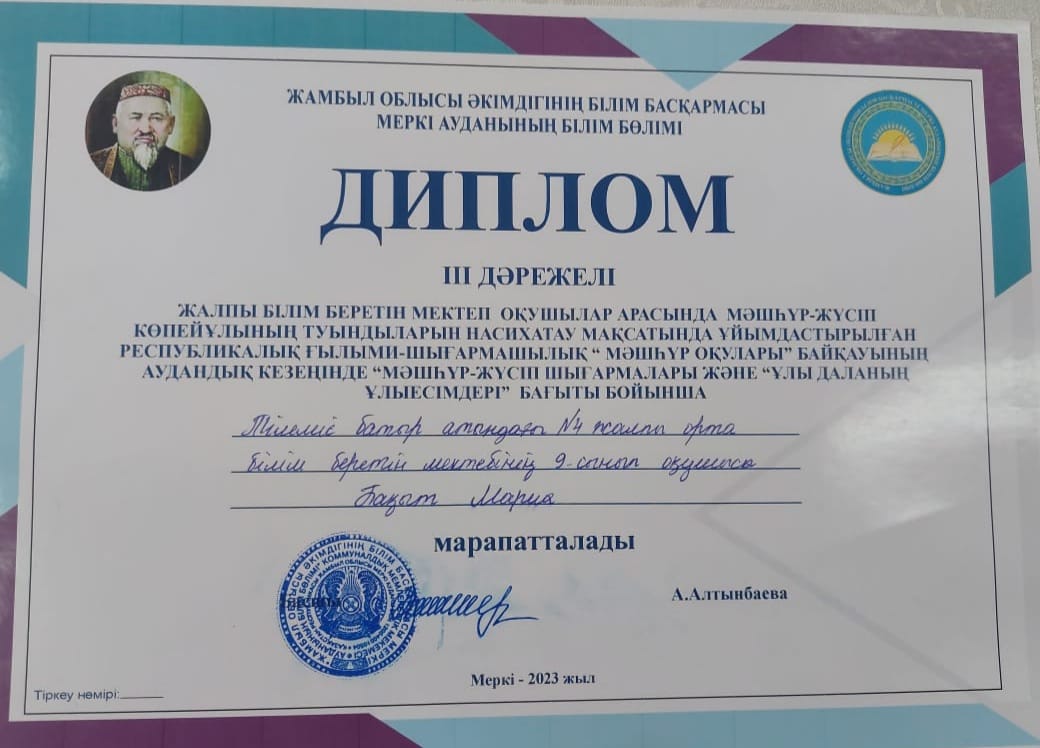 ЖАМБЫЛ ОБЛЫСЫ ӘКІМДІГІНІҢ БІЛІМ БАСҚАРМАСЫ
МЕРКІ АУДАНЫНЫҢ БІЛІМ БӨЛІМІ
ДИПЛОМ
ІІІ ДӘРЕЖЕЛІ
ЖАЛПЫ БІЛІМ БЕРЕТІН МЕКТЕП ОҚУШЫЛАР АРАСЫНДА МӘШҺҮР-ЖҮСІП
КӨПЕЙҰЛЫНЫҢ ТУЫНДЫЛАРЫН НАСИХАТАУ МАҚСАТЫНДА ҰЙЫМДАСТЫРЫЛҒАН
РЕСПУБЛИКАЛЫҚ ҒЫЛЫМИ-ШЫҒАРМАШЫЛЫҚ “ МӘШҺҮР ОҚУЛАРЫ” БАЙҚАУЫНЫҢ
АУДАНДЫҚ КЕЗЕҢІНДЕ “МӘШҺҮР-ЖҮСІП ШЫҒАРМАЛАРЫ ЖӘНЕ “ҰЛЫ ДАЛАНЫҢ
ҰЛЫЕСІМДЕРІ” БАҒЫТЫ БОЙЫНША
Тілеміс батыр атындағы №4 жалпы орта
білім беретін мектебінің 9-сынып оқушысы
Бақыт Мария
марапатталады
А.Алтынбаева
Меркі - 2023 жыл
Тіркеу нөмірі: